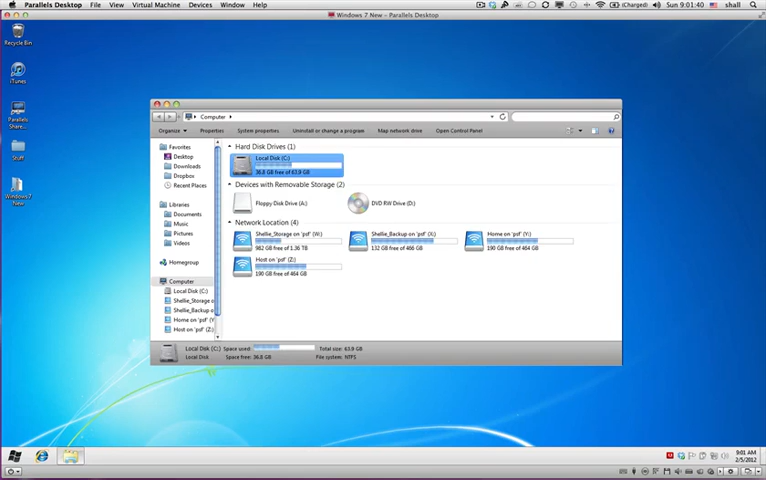 Parallels Desktop File View Virtual Machine Devices Window Help (Charged) Sun 9:01:40 shall
Windows 7 New - Parallels Desktop
Recycle Bin
iTunes
Parallels
Share...
Stuff
Windows 7
New
Computer
Organize Properties System properties Uninstall or change a program Map network drive Open Control Panel
Favorites
Desktop
Downloads
Dropbox
Recent Places
Libraries
Documents
Music
Pictures
Videos
Homegroup
Computer
Local Disk (C:)
Shellie_Storage o
Shellie_Backup o
Home on 'psf' (Y
Host on 'psf' (Z:)
Hard Disk Drives (1)
Local Disk (C:)
36.8 GB free of 63.9 GB
Devices with Removable Storage (2)
Floppy Disk Drive (A:)
DVD RW Drive (D:)
Network Location (4)
Shellie_Storage on 'psf' (W:)
982 GB free of 1.36 TB
Shellie_Backup on 'psf' (X:)
132 GB free of 466 GB
Home on 'psf' (Y:)
190 GB free of 464 GB
Host on 'psf' (Z:)
190 GB free of 464 GB
Local Disk (C:) Space used: Total size: 63.9 GB
Local Disk Space free: 36.8 GB File system: NTFS
9:01 AM
2/5/2012